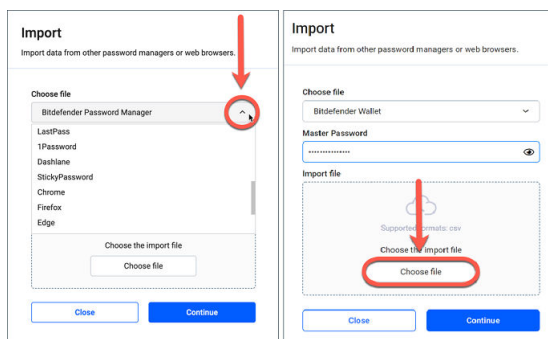 Import
Import data from other password managers or web browsers.
Choose file
Bitdefender Password Manager
LastPass
1Password
Dashlane
StickyPassword
Chrome
Firefox
Edge
Choose the import file
Choose file
Close
Continue
Import
Import data from other password managers or web browsers.
Choose file
Bitdefender Wallet
Master Password
•••••••••••••••
Import file
Supported formats: csv
Choose the import file
Choose file
Close
Continue